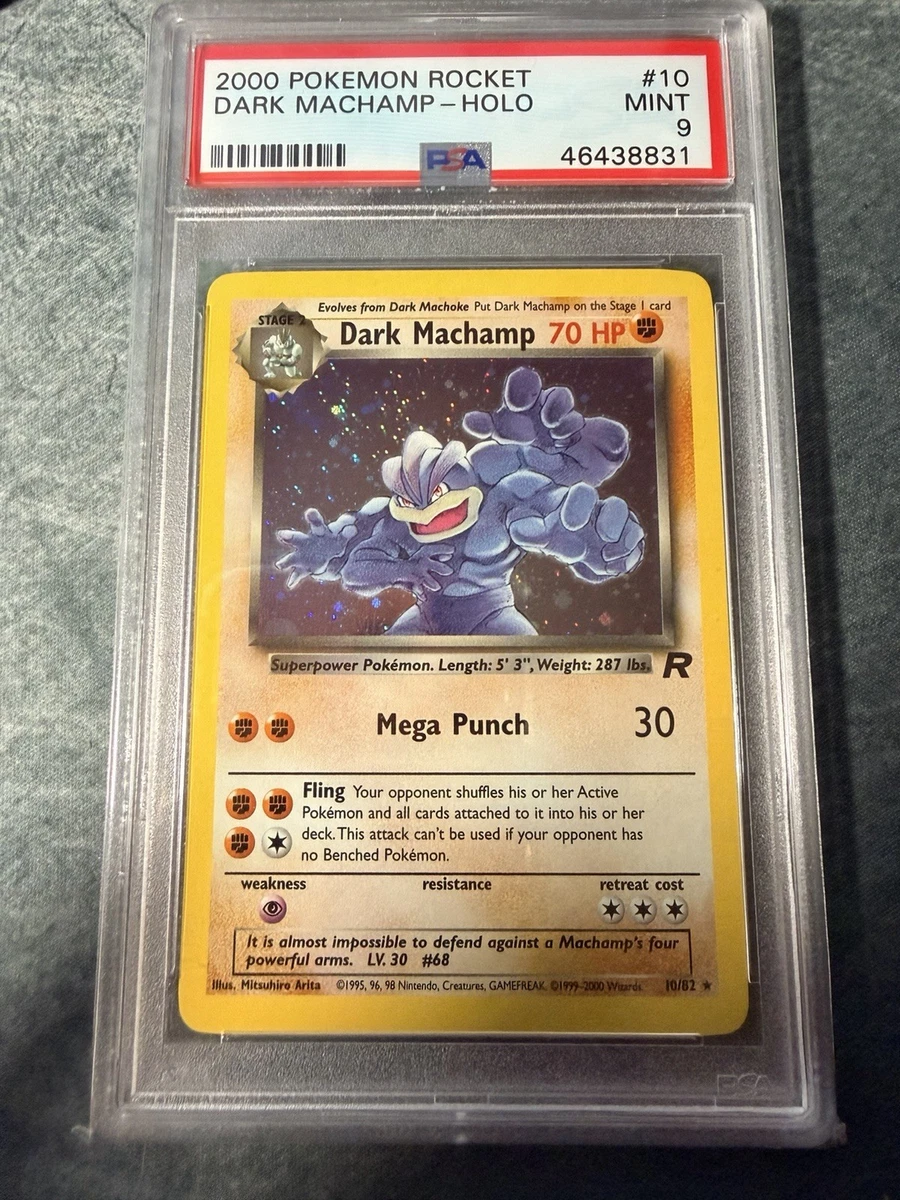 2000 POKEMON ROCKET #10
DARK MACHAMP - HOLO MINT
9
PSA 46438831
Evolves from Dark Machoke Put Dark Machamp on the Stage 1 card
STAGE 2
Dark Machamp 70 HP
Superpower Pokémon. Length: 5' 3", Weight: 287 lbs. R
Mega Punch 30
Fling Your opponent shuffles his or her Active
Pokémon and all cards attached to it into his or her
deck. This attack can't be used if your opponent has
no Benched Pokémon.
weakness resistance retreat cost
It is almost impossible to defend against a Machamp's four
powerful arms. LV. 30 #68
Illus. Mitsuhiro Arita ©1995, 96, 98 Nintendo, Creatures, GAMEFREAK. ©1999-2000 Wizards. 10/82
PSA